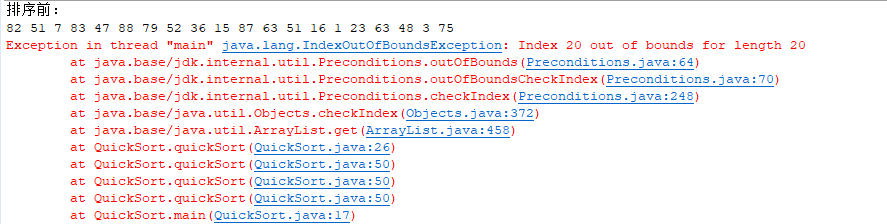 排序前：
82 51 7 83 47 88 79 52 36 15 87 63 51 16 1 23 63 48 3 75
Exception in thread "main" java.lang.IndexOutOfBoundsException: Index 20 out of bounds for length 20
at java.base/jdk.internal.util.Preconditions.outOfBounds(Preconditions.java:64)
at java.base/jdk.internal.util.Preconditions.outOfBoundsCheckIndex(Preconditions.java:70)
at java.base/jdk.internal.util.Preconditions.checkIndex(Preconditions.java:248)
at java.base/java.util.Objects.checkIndex(Objects.java:372)
at java.base/java.util.ArrayList.get(ArrayList.java:458)
at QuickSort.quickSort(QuickSort.java:26)
at QuickSort.quickSort(QuickSort.java:50)
at QuickSort.quickSort(QuickSort.java:50)
at QuickSort.quickSort(QuickSort.java:50)
at QuickSort.main(QuickSort.java:17)